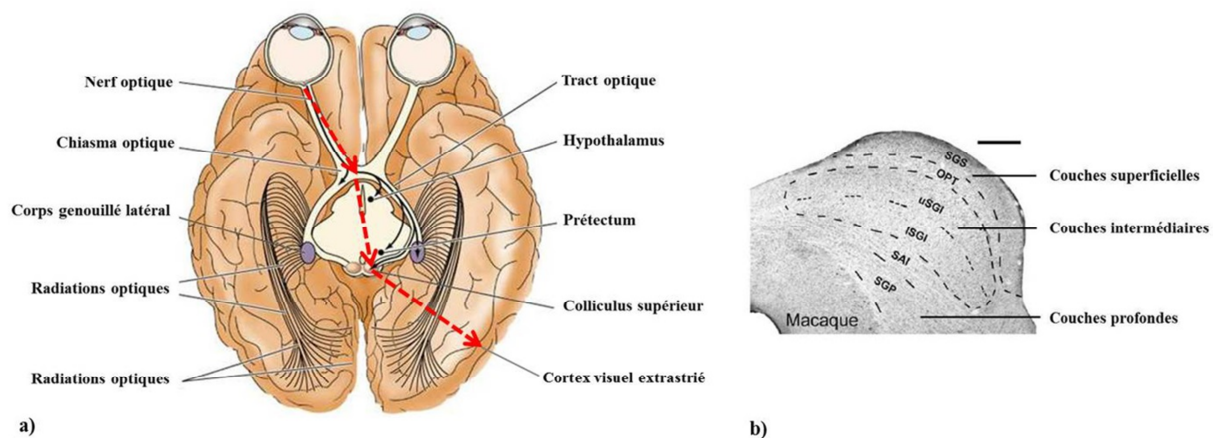 Nerf optique
Chiasma optique
Corps genouillé latéral
Radiations optiques
Radiations optiques
Tract optique
Hypothalamus
Prétectum
Colliculus supérieur
Cortex visuel extrastrié
a)
SGS
OPT
uSGI
lSGI
SAI
SGP
Macaque
Couches superficielles
Couches intermédiaires
Couches profondes
b)